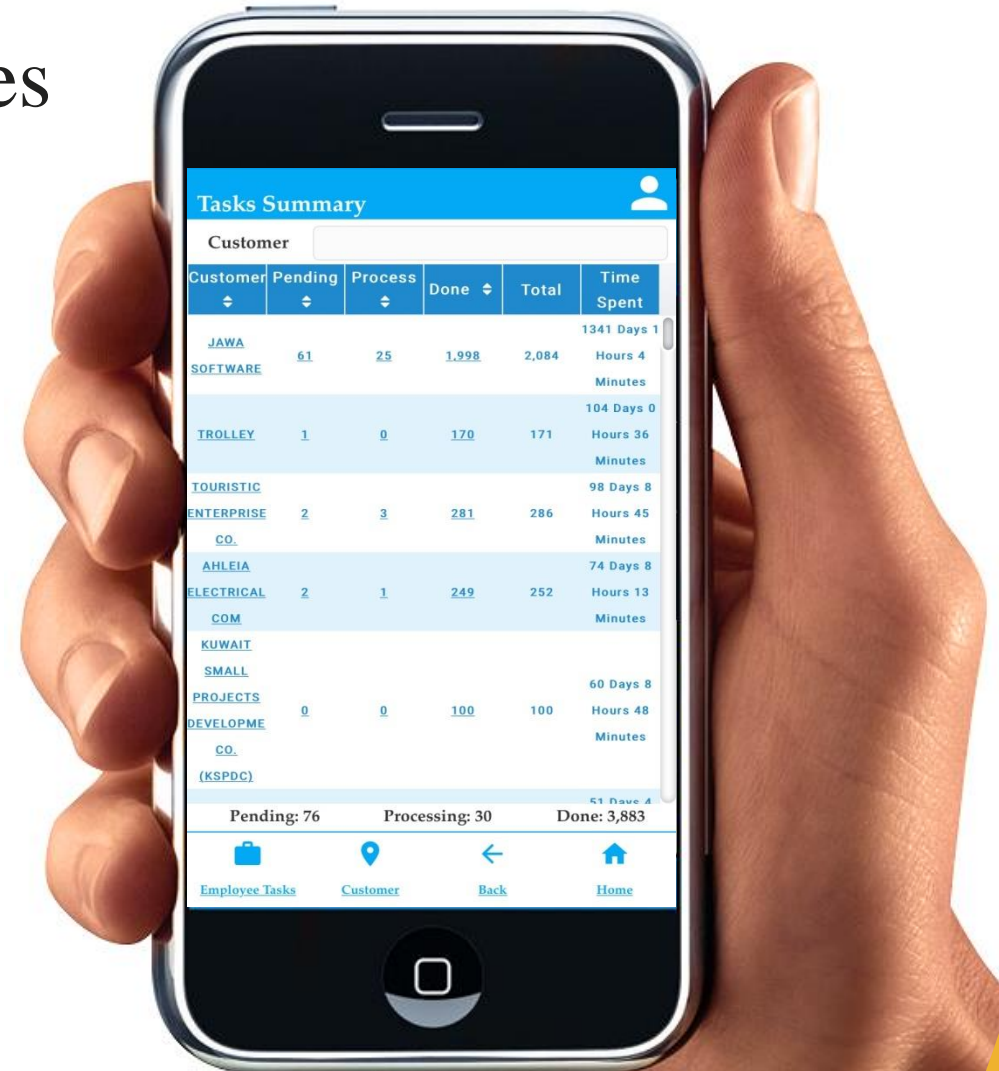 es
Tasks Summary
Customer
Customer Pending Process Done Total Time Spent
JAWA SOFTWARE 61 25 1,998 2,084 1341 Days 1 Hours 4 Minutes
TROLLEY 1 0 170 171 104 Days 0 Hours 36 Minutes
TOURISTIC ENTERPRISE CO. 2 3 281 286 98 Days 8 Hours 45 Minutes
AHLEIA ELECTRICAL COM 2 1 249 252 74 Days 8 Hours 13 Minutes
KUWAIT SMALL PROJECTS DEVELOPME CO. (KSPDC) 0 0 100 100 60 Days 8 Hours 48 Minutes
51 Days 4
Pending: 76 Processing: 30 Done: 3,883
Employee Tasks Customer Back Home